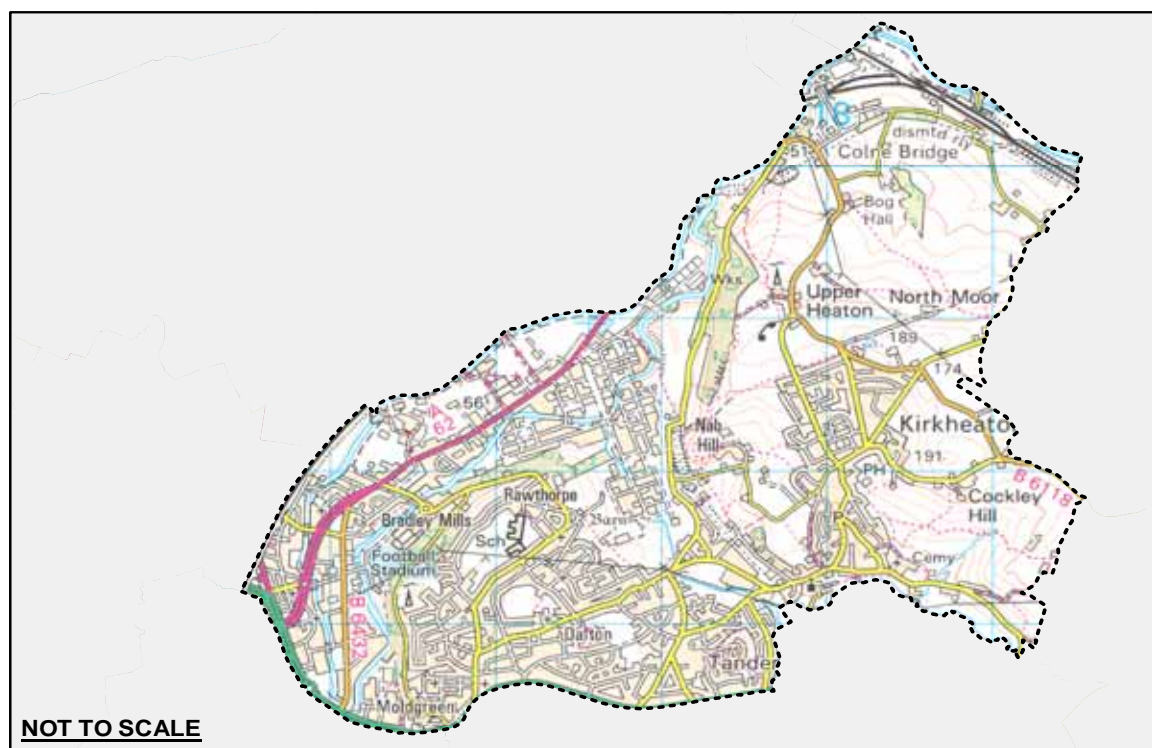 18
dismtd rly
51
Colne Bridge
Bog
Hall
Wks
Upper
Heaton
North Moor
189
174
A
62
56
Nab
Hill
Kirkheato
191
PH
B 6118
Cockley
Hill
Rawthorpe
Bradley Mills
Sch
Football
Stadium
P
Cemy
B 6432
Dalton
Tander
Moldgreen
NOT TO SCALE